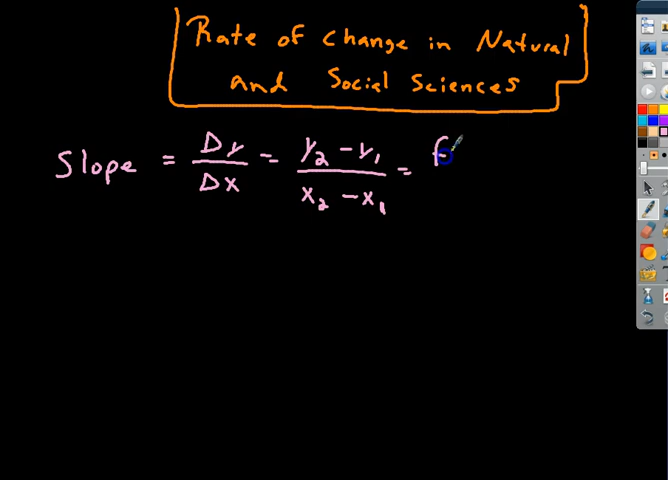 Rate of change in Natural
and Social Sciences
Slope = Δy/Δx = y₂ - y₁/x₂ - x₁ = f